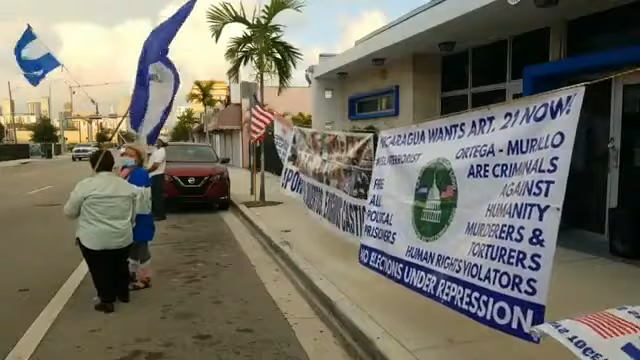 NICARAGUA WANTS ART. 21 NOW!
ORTEGA - MURILLO
ARE CRIMINALS
AGAINST
HUMANITY
MURDERERS &
TORTURERS
HUMAN RIGHTS VIOLATORS
FREE
ALL
POLITICAL
PRISONERS
NO ELECTIONS UNDER REPRESSION